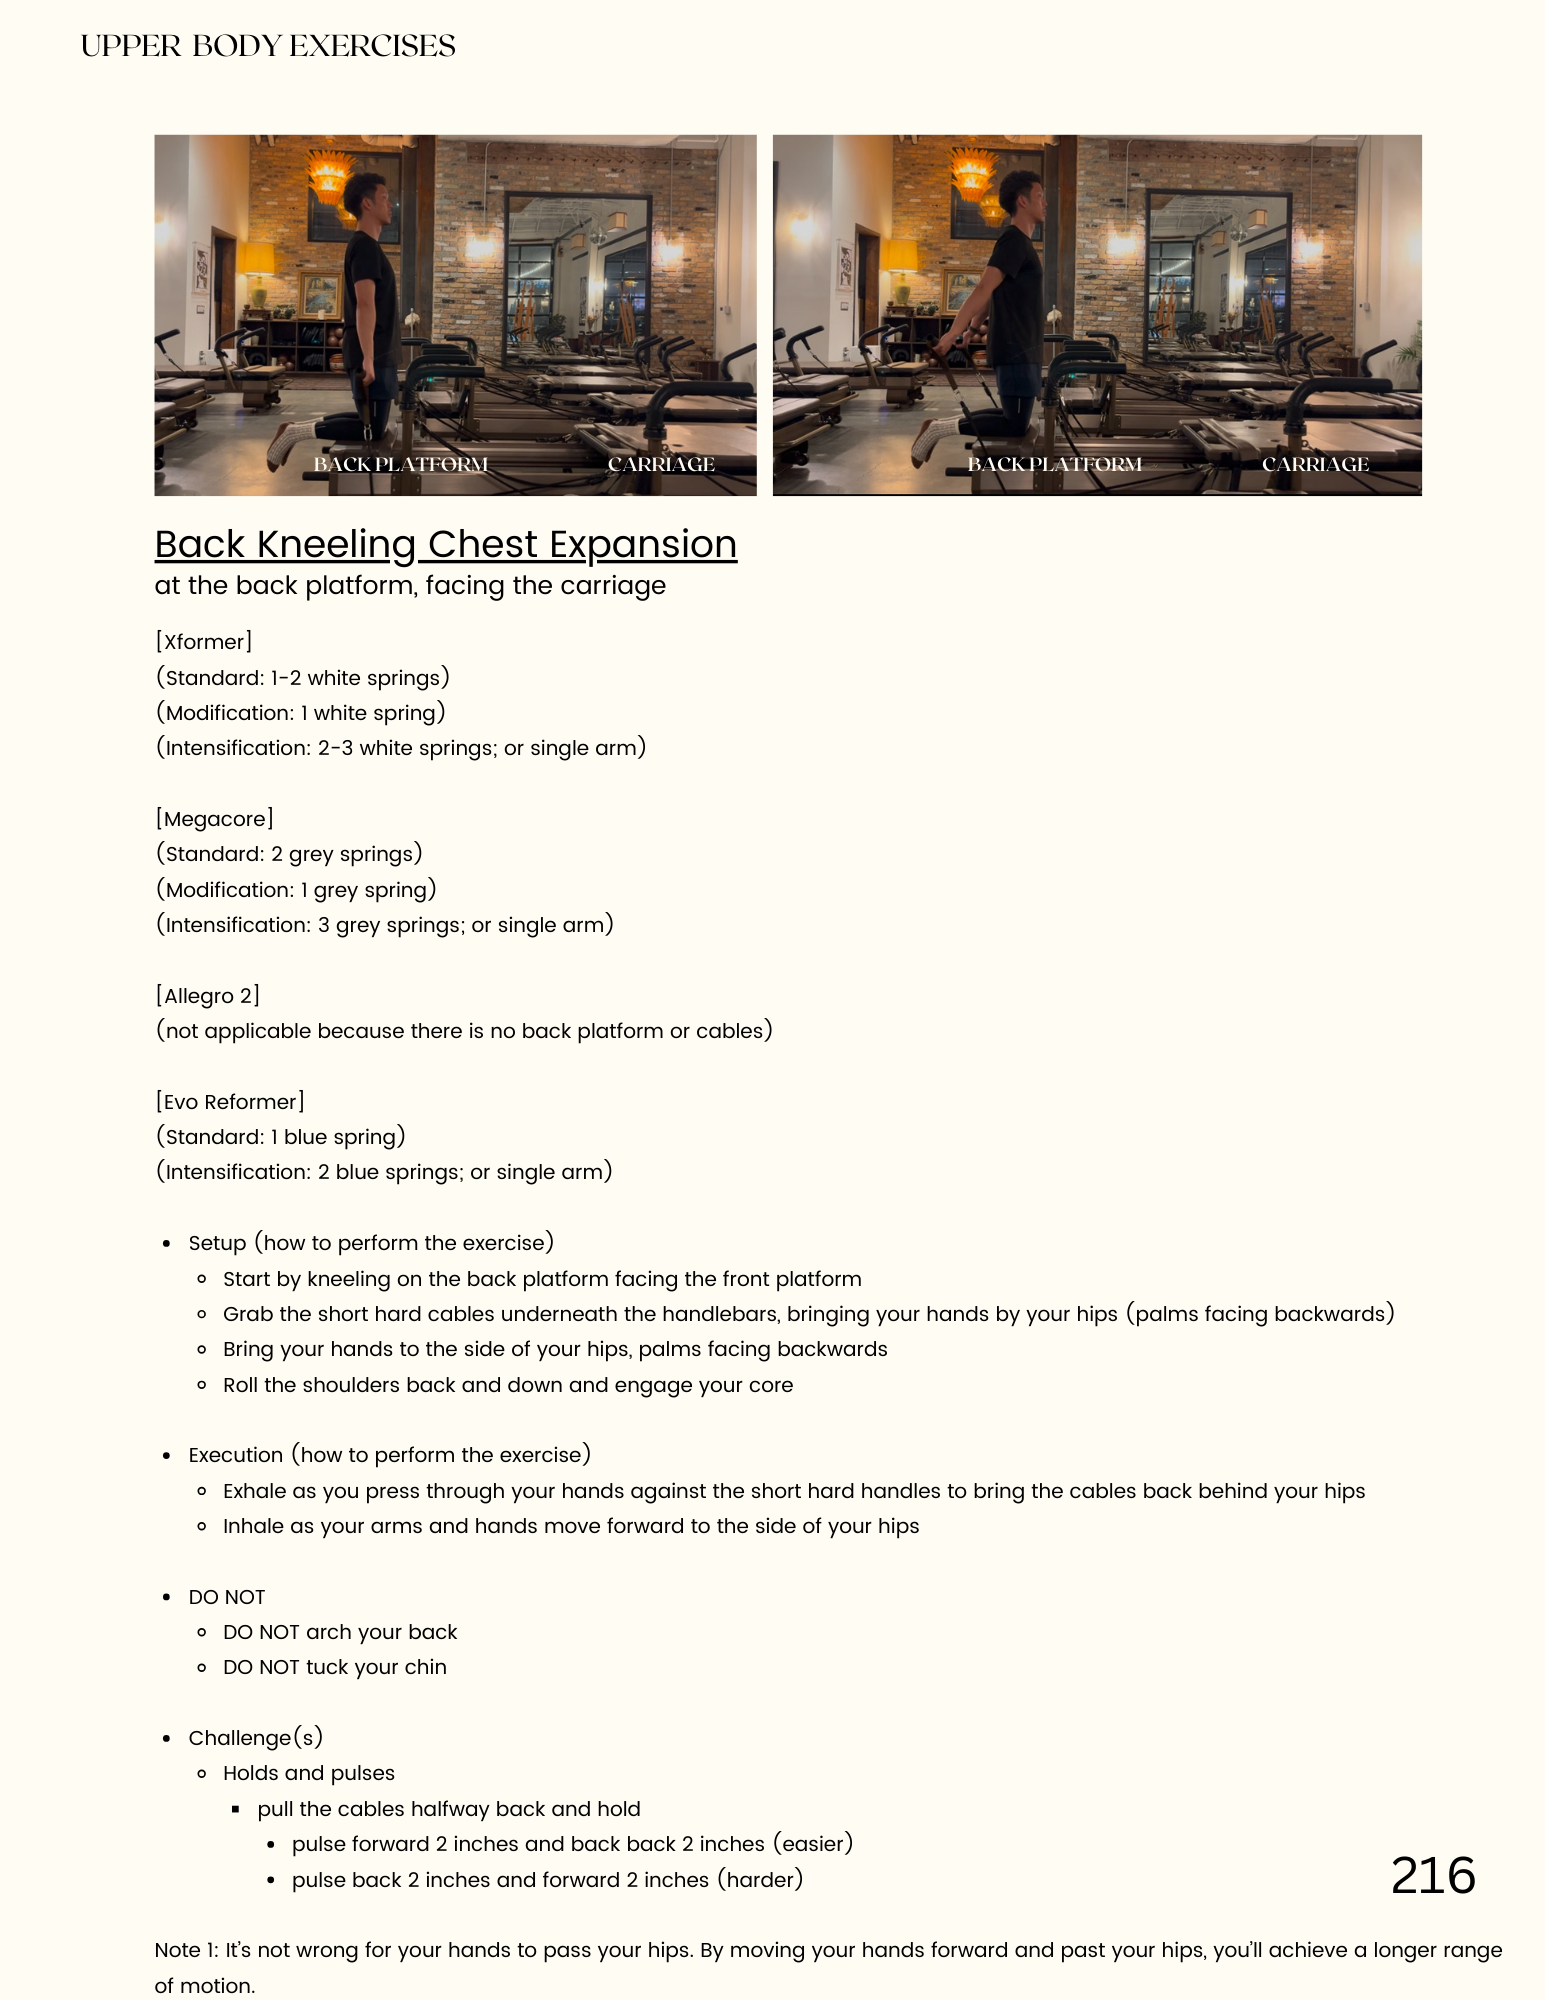 UPPER BODY EXERCISES
BACK PLATFORM
CARRIAGE
BACK PLATFORM
CARRIAGE
Back Kneeling Chest Expansion
at the back platform, facing the carriage
[Xformer]
(Standard: 1-2 white springs)
(Modification: 1 white spring)
(Intensification: 2-3 white springs; or single arm)
[Megacore]
(Standard: 2 grey springs)
(Modification: 1 grey spring)
(Intensification: 3 grey springs; or single arm)
[Allegro 2]
(not applicable because there is no back platform or cables)
[Evo Reformer]
(Standard: 1 blue spring)
(Intensification: 2 blue springs; or single arm)
• Setup (how to perform the exercise)
◦ Start by kneeling on the back platform facing the front platform
◦ Grab the short hard cables underneath the handlebars, bringing your hands by your hips (palms facing backwards)
◦ Bring your hands to the side of your hips, palms facing backwards
◦ Roll the shoulders back and down and engage your core
• Execution (how to perform the exercise)
◦ Exhale as you press through your hands against the short hard handles to bring the cables back behind your hips
◦ Inhale as your arms and hands move forward to the side of your hips
• DO NOT
◦ DO NOT arch your back
◦ DO NOT tuck your chin
• Challenge(s)
◦ Holds and pulses
▪ pull the cables halfway back and hold
• pulse forward 2 inches and back back 2 inches (easier)
• pulse back 2 inches and forward 2 inches (harder)
216
Note 1: It's not wrong for your hands to pass your hips. By moving your hands forward and past your hips, you'll achieve a longer range
of motion.